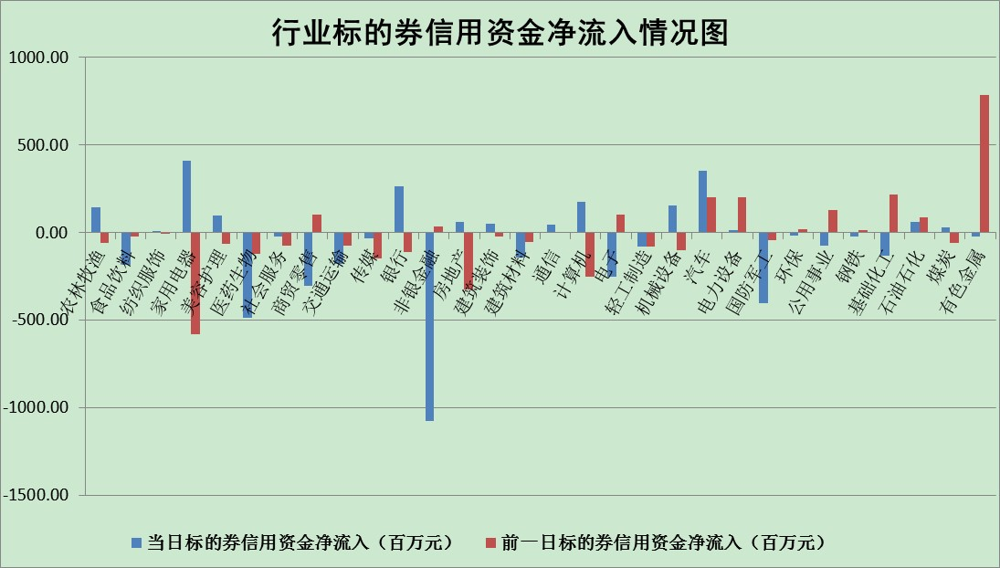 行业标的券信用资金净流入情况图
1000.00
500.00
0.00
-500.00
-1000.00
-1500.00
农林牧渔
食品饮料
纺织服饰
家用电器
美容护理
医药生物
社会服务
商贸零售
交通运输
传媒
银行
非银金融
房地产
建筑装饰
建筑材料
通信
计算机
电子
轻工制造
机械设备
汽车
电力设备
国防军工
环保
公用事业
钢铁
基础化工
石油石化
煤炭
有色金属
当日标的券信用资金净流入（百万元）
前一日标的券信用资金净流入（百万元）